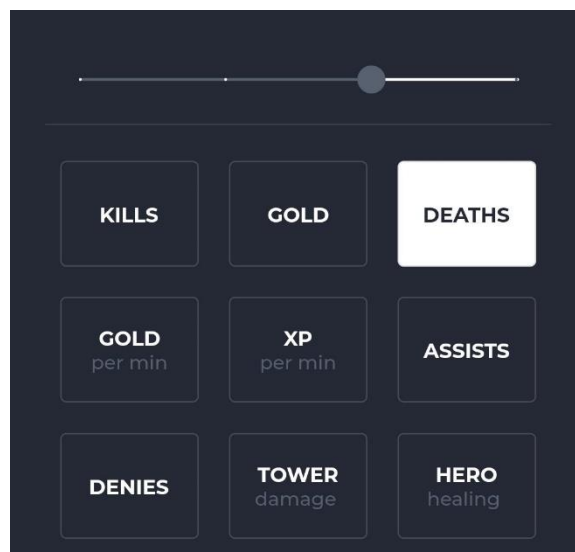 KILLS
GOLD
DEATHS
GOLD
per min
XP
per min
ASSISTS
DENIES
TOWER
damage
HERO
healing